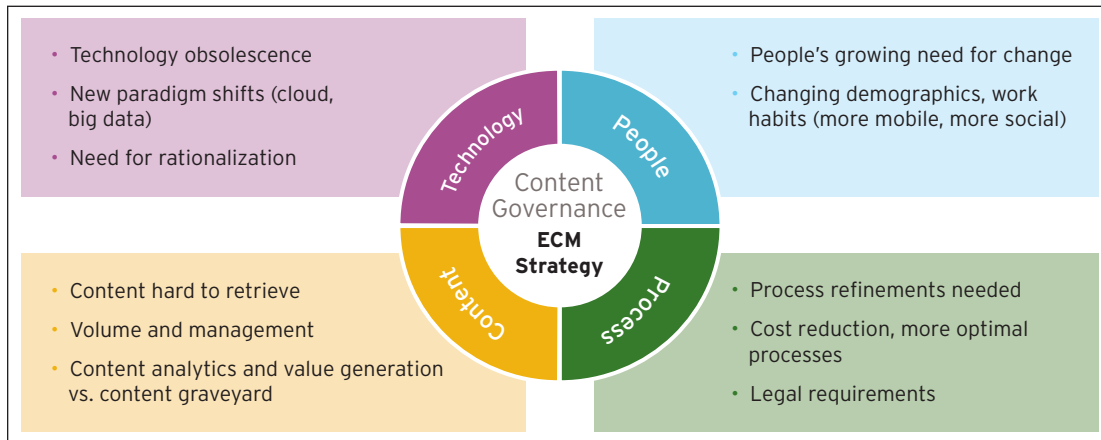 • Technology obsolescence
• New paradigm shifts (cloud,
big data)
• Need for rationalization
• People’s growing need for change
• Changing demographics, work
habits (more mobile, more social)
Technology
People
Content
Governance
ECM
Strategy
Content
Process
• Content hard to retrieve
• Volume and management
• Content analytics and value generation
vs. content graveyard
• Process refinements needed
• Cost reduction, more optimal
processes
• Legal requirements